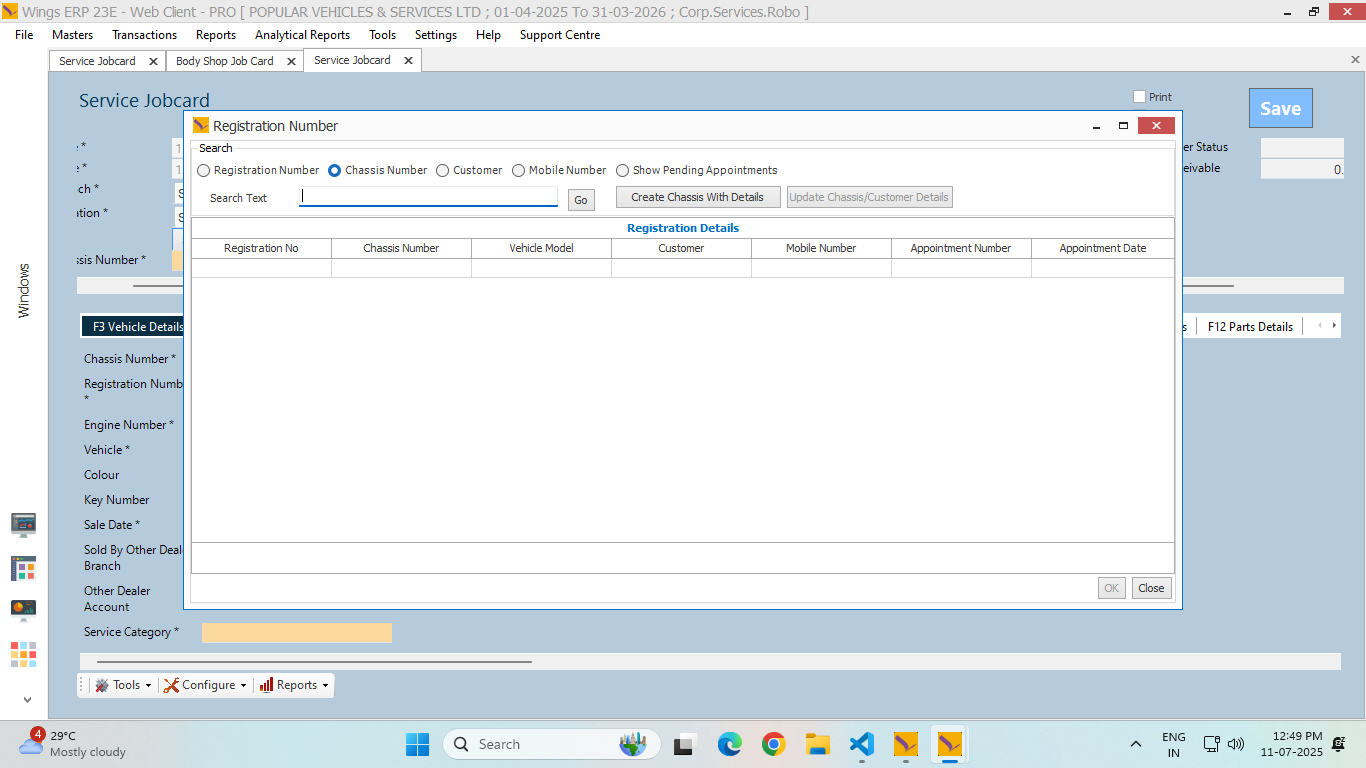 Wings ERP 23E - Web Client - PRO [ POPULAR VEHICLES & SERVICES LTD ; 01-04-2025 To 31-03-2026 ; Corp.Services.Robo ]
File Masters Transactions Reports Analytical Reports Tools Settings Help Support Centre
Service Jobcard Body Shop Job Card Service Jobcard
Service Jobcard
Print
Save
Registration Number
Search
er Status
Registration Number Chassis Number Customer Mobile Number Show Pending Appointments
eivable 0.
ch *
Search Text Go Create Chassis With Details Update Chassis/Customer Details
ation *
Registration Details
Registration No Chassis Number Vehicle Model Customer Mobile Number Appointment Number Appointment Date
ssis Number *
Windows
F3 Vehicle Details
s F12 Parts Details
Chassis Number *
Registration Numb
*
Engine Number *
Vehicle *
Colour
Key Number
Sale Date *
Sold By Other Deal
Branch
Other Dealer
Account
OK Close
Service Category *
Tools Configure Reports
4
29°C
Mostly cloudy
Search
ENG
IN
12:49 PM
11-07-2025